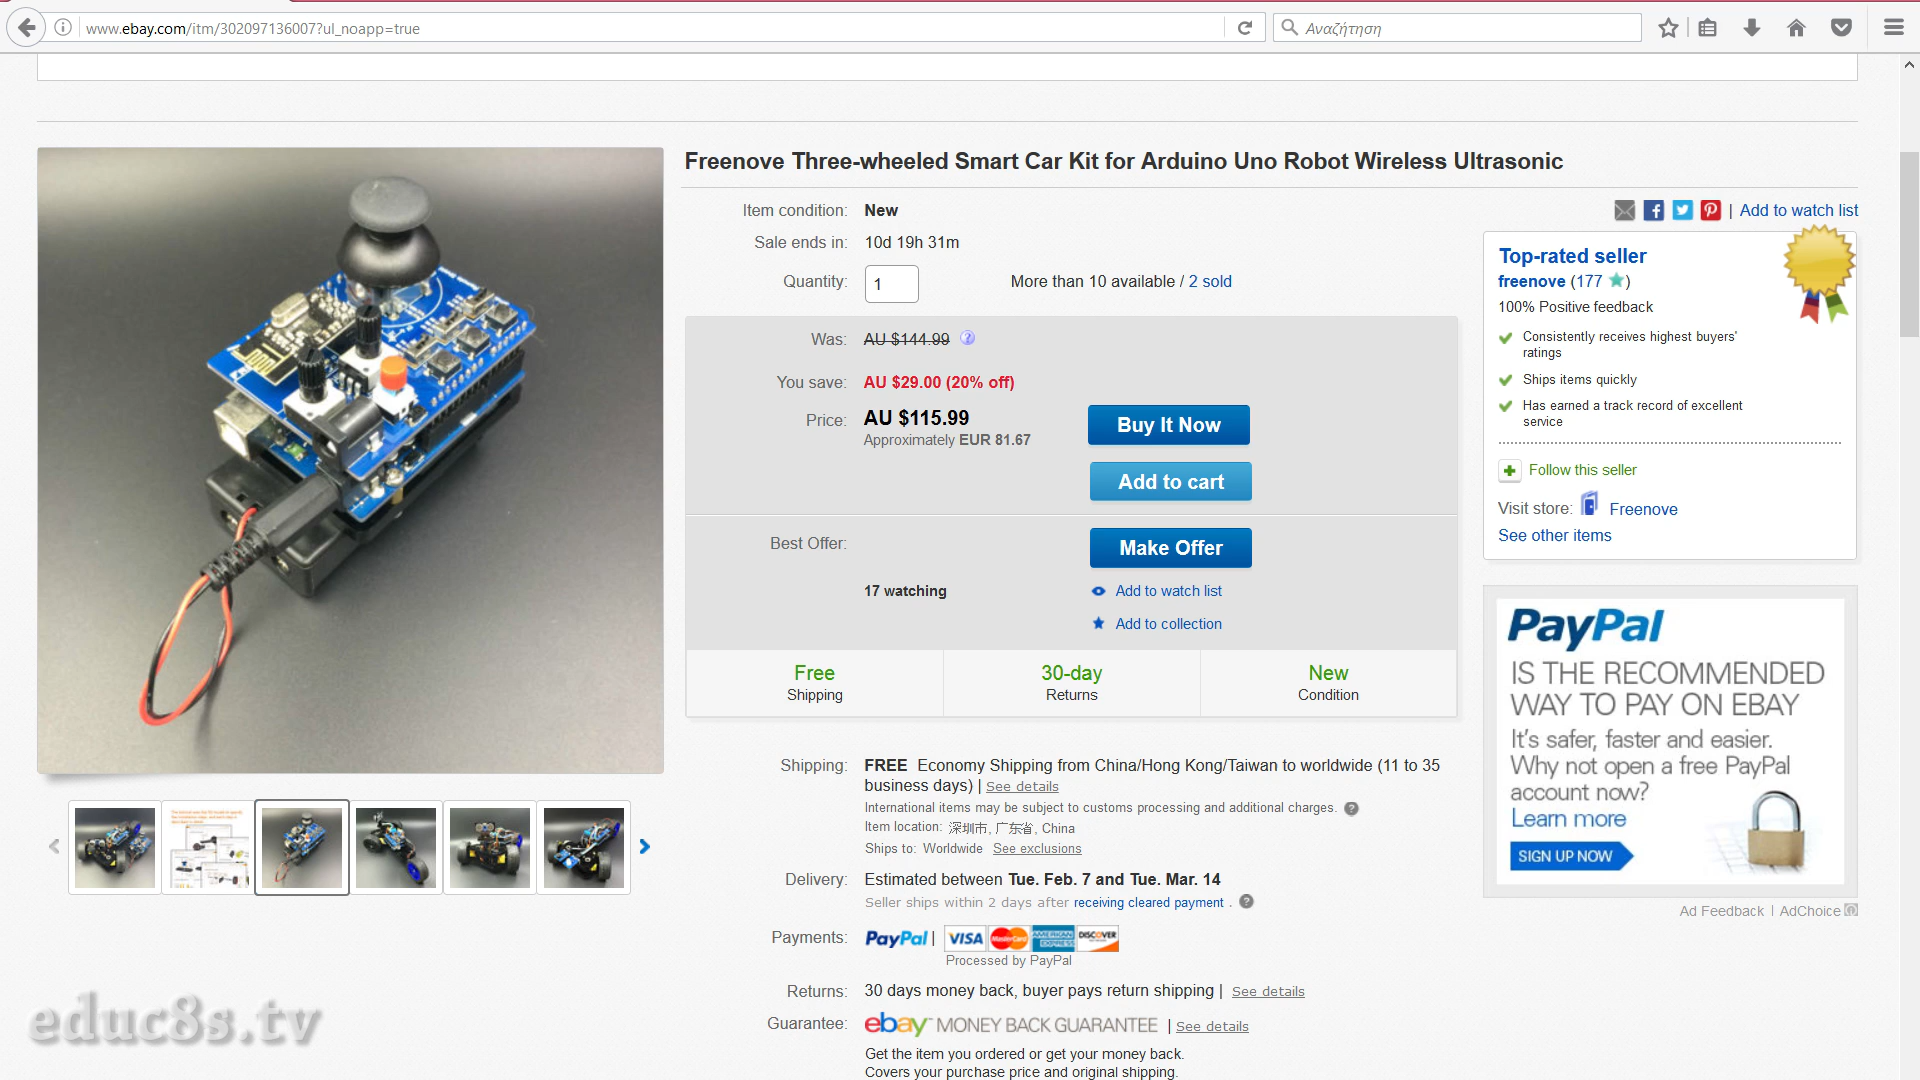 www.ebay.com/itm/302097136007?ul_noapp=true
Αναζήτηση
Freenove Three-wheeled Smart Car Kit for Arduino Uno Robot Wireless Ultrasonic
Item condition: New
Sale ends in: 10d 19h 31m
Quantity: 1 More than 10 available / 2 sold
Was: AU $144.99
You save: AU $29.00 (20% off)
Price: AU $115.99
Approximately EUR 81.67
Buy It Now
Add to cart
Best Offer: Make Offer
17 watching Add to watch list
Add to collection
Free 30-day New
Shipping Returns Condition
Shipping: FREE Economy Shipping from China/Hong Kong/Taiwan to worldwide (11 to 35
business days) | See details
International items may be subject to customs processing and additional charges.
Item location: 深圳市, 广东省, China
Ships to: Worldwide See exclusions
Delivery: Estimated between Tue. Feb. 7 and Tue. Mar. 14
Seller ships within 2 days after receiving cleared payment .
Payments: PayPal | VISA MasterCard AMERICAN EXPRESS DISCOVER
Processed by PayPal
Returns: 30 days money back, buyer pays return shipping | See details
Guarantee: ebay MONEY BACK GUARANTEE | See details
Get the item you ordered or get your money back.
Covers your purchase price and original shipping.
| Add to watch list
Top-rated seller
freenove (177 )
100% Positive feedback
Consistently receives highest buyers'
ratings
Ships items quickly
Has earned a track record of excellent
service
Follow this seller
Visit store: Freenove
See other items
PayPal
IS THE RECOMMENDED
WAY TO PAY ON EBAY
It's safer, faster and easier.
Why not open a free PayPal
account now?
Learn more
SIGN UP NOW
Ad Feedback | AdChoice
educ8s.tv